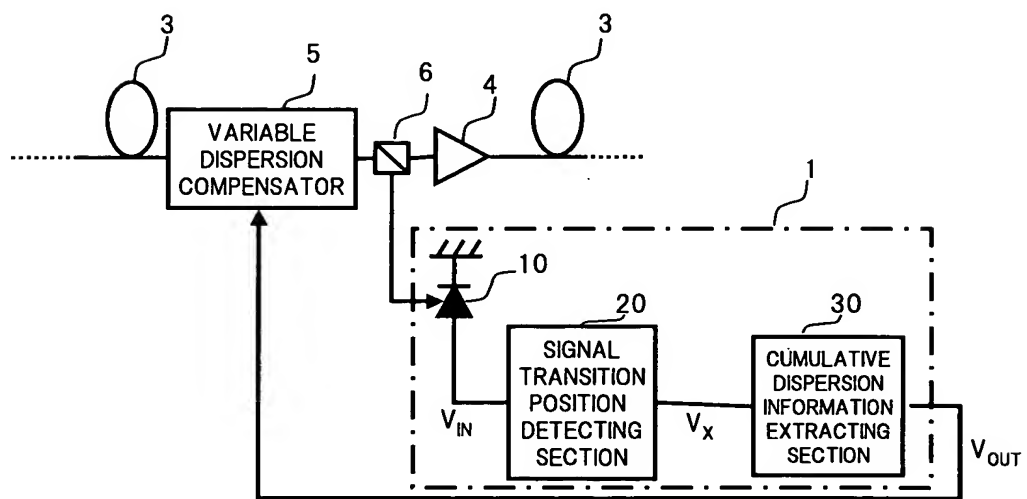 3
5
6
4
3
VARIABLE
DISPERSION
COMPENSATOR
1
10
20
30
SIGNAL
TRANSITION
POSITION
DETECTING
SECTION
CUMULATIVE
DISPERSION
INFORMATION
EXTRACTING
SECTION
VIN
VX
VOUT